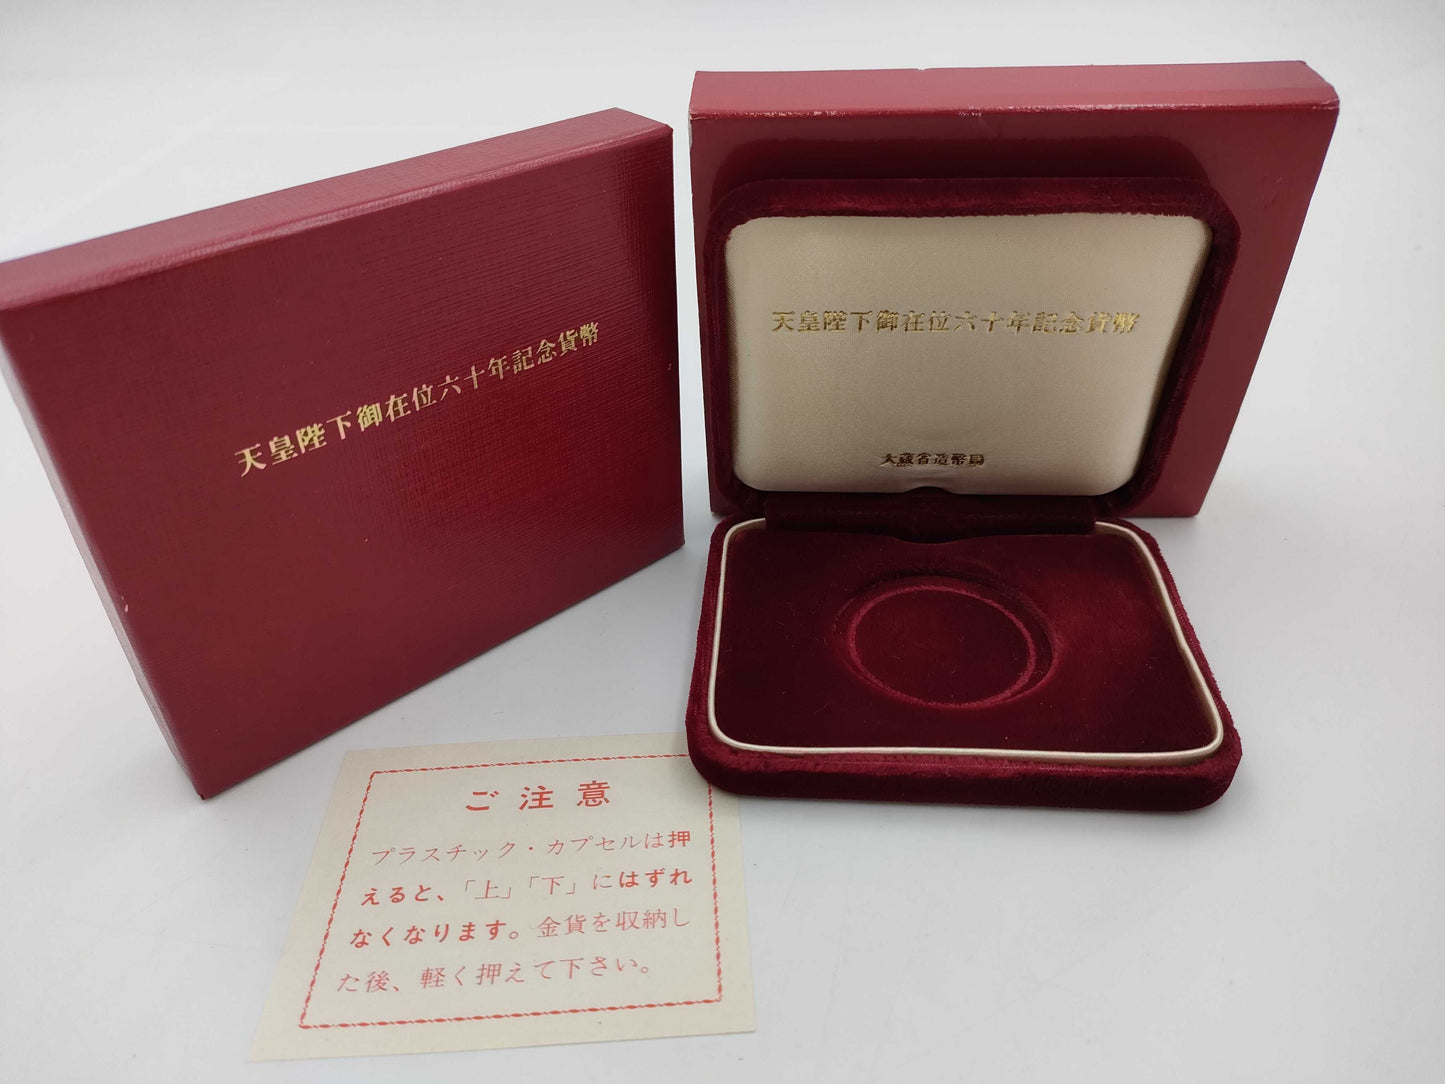 天皇陛下御在位六十年記念貨幣
天皇陛下御在位六十年記念貨幣
大蔵省造幣局
ご注意
プラスチック・カプセルは押
えると、「上」「下」にはずれ
なくなります。金貨を収納し
た後、軽く押えて下さい。